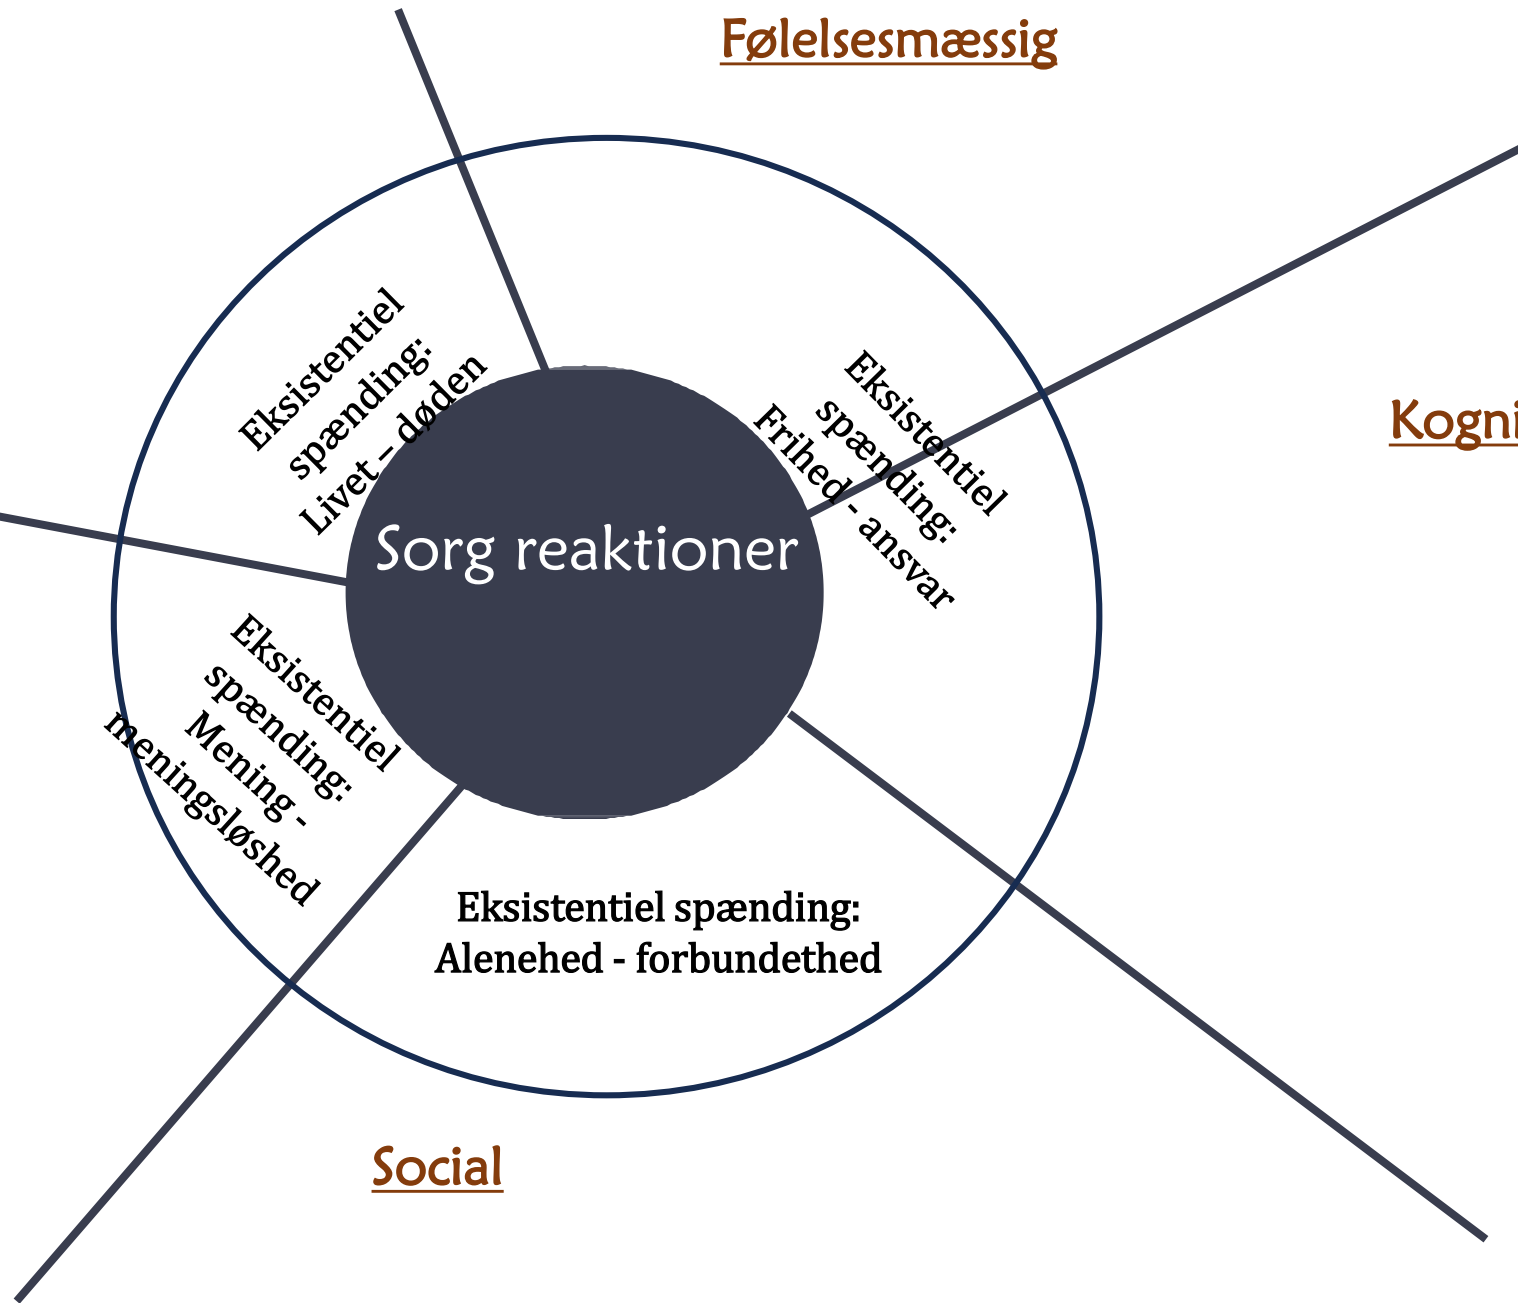 Følelsesmæssig
Eksistentiel
spænding:
Livet – døden
Eksistentiel
spænding:
Frihed - ansvar
Kogni
Sorg reaktioner
Eksistentiel
spænding:
Mening -
meningsløshed
Eksistentiel spænding:
Alenehed - forbundethed
Social